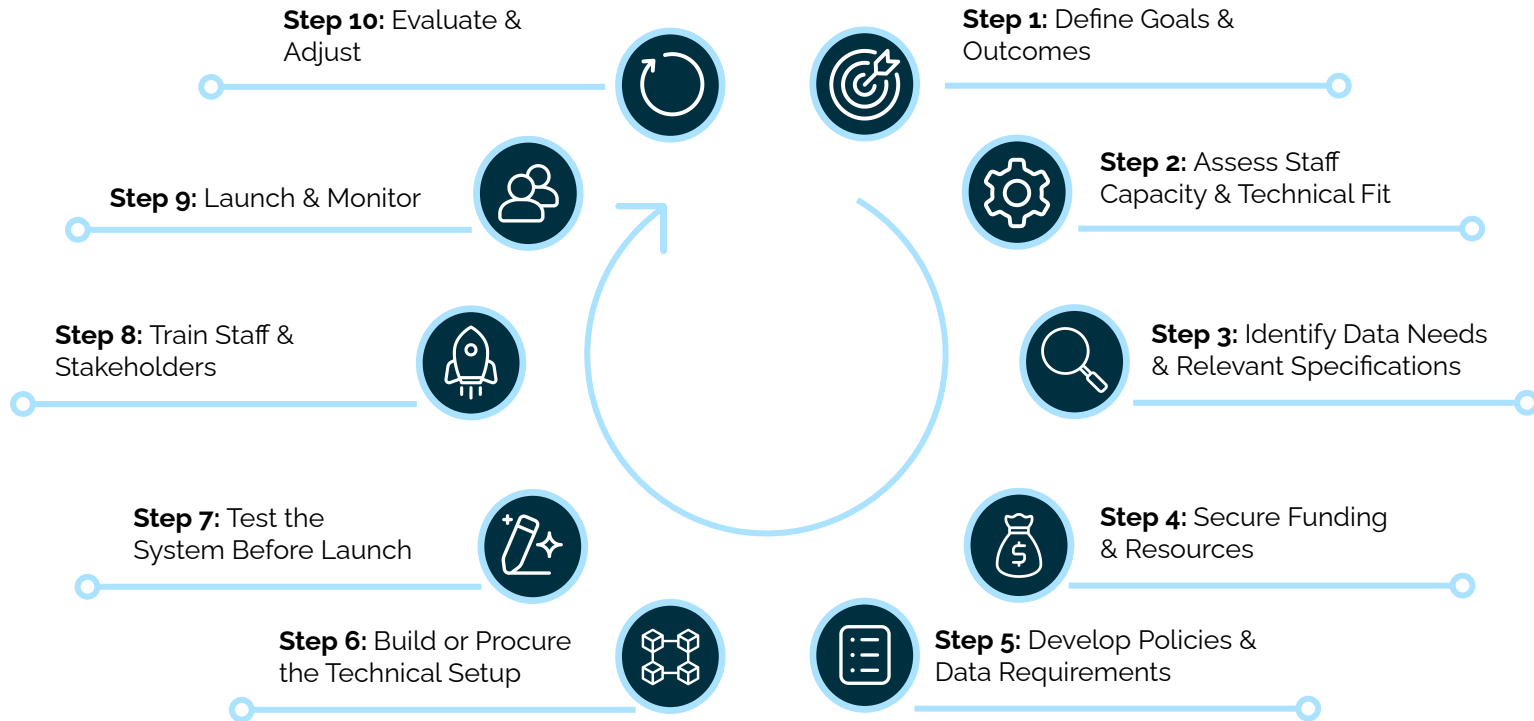 Step 1: Define Goals &
Outcomes
Step 2: Assess Staff
Capacity & Technical Fit
Step 3: Identify Data Needs
& Relevant Specifications
Step 4: Secure Funding
& Resources
$
Step 5: Develop Policies &
Data Requirements
Step 6: Build or Procure
the Technical Setup
Step 7: Test the
System Before Launch
Step 8: Train Staff &
Stakeholders
Step 9: Launch & Monitor
Step 10: Evaluate &
Adjust